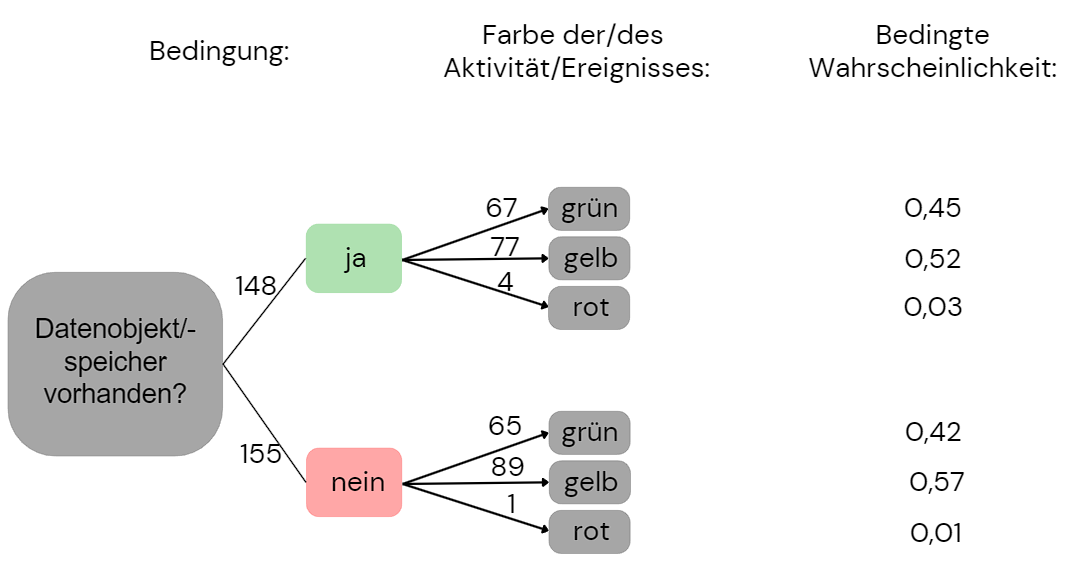 Bedingung:
Farbe der/des
Aktivität/Ereignisses:
Bedingte
Wahrscheinlichkeit:
Datenobjekt/-
speicher
vorhanden?
148
ja
67
grün
0,45
77
gelb
0,52
4
rot
0,03
155
nein
65
grün
0,42
89
gelb
0,57
1
rot
0,01